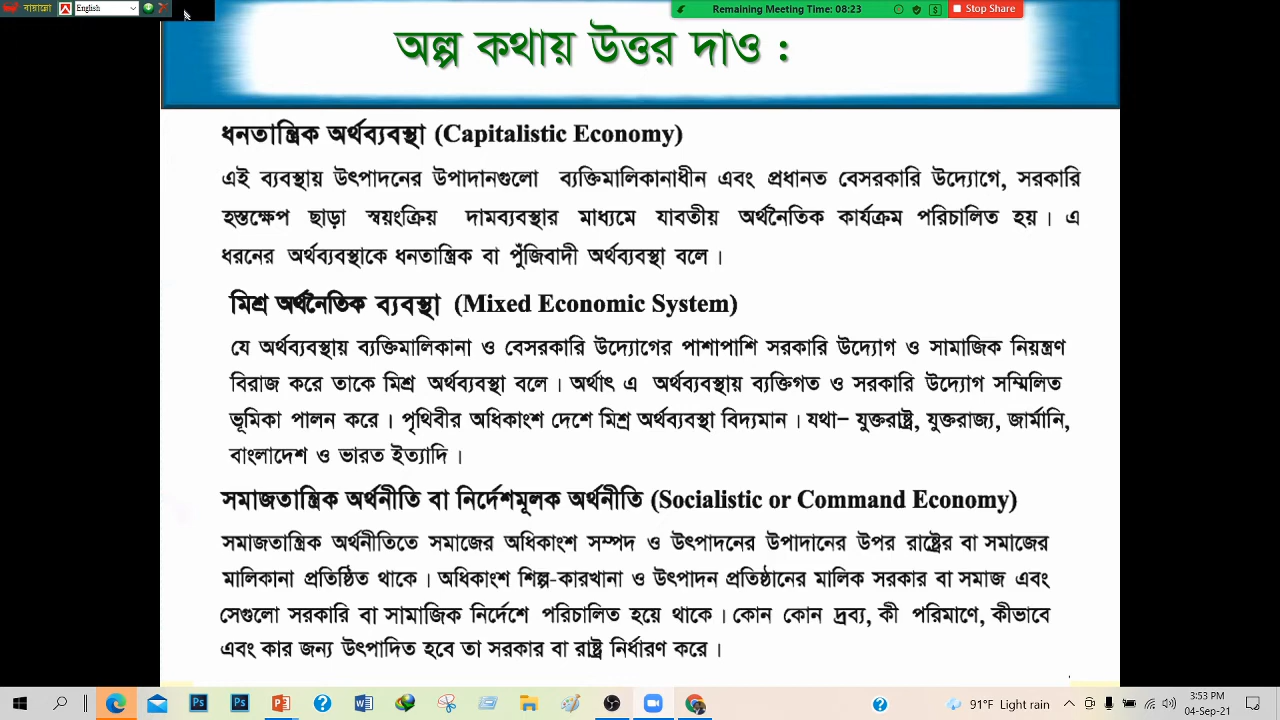 বায়ান্নো English
Remaining Meeting Time: 08:23 Stop Share
অল্প কথায় উত্তর দাও :
ধনতান্ত্রিক অর্থব্যবস্থা (Capitalistic Economy)
এই ব্যবস্থায় উৎপাদনের উপাদানগুলো ব্যক্তিমালিকানাধীন এবং প্রধানত বেসরকারি উদ্যোগে, সরকারি
হস্তক্ষেপ ছাড়া স্বয়ংক্রিয় দামব্যবস্থার মাধ্যমে যাবতীয় অর্থনৈতিক কার্যক্রম পরিচালিত হয়। এ
ধরনের অর্থব্যবস্থাকে ধনতান্ত্রিক বা পুঁজিবাদী অর্থব্যবস্থা বলে।
মিশ্র অর্থনৈতিক ব্যবস্থা (Mixed Economic System)
যে অর্থব্যবস্থায় ব্যক্তিমালিকানা ও বেসরকারি উদ্যোগের পাশাপাশি সরকারি উদ্যোগ ও সামাজিক নিয়ন্ত্রণ
বিরাজ করে তাকে মিশ্র অর্থব্যবস্থা বলে। অর্থাৎ এ অর্থব্যবস্থায় ব্যক্তিগত ও সরকারি উদ্যোগ সম্মিলিত
ভূমিকা পালন করে। পৃথিবীর অধিকাংশ দেশে মিশ্র অর্থব্যবস্থা বিদ্যমান। যথা– যুক্তরাষ্ট্র, যুক্তরাজ্য, জার্মানি,
বাংলাদেশ ও ভারত ইত্যাদি।
সমাজতান্ত্রিক অর্থনীতি বা নির্দেশমূলক অর্থনীতি (Socialistic or Command Economy)
সমাজতান্ত্রিক অর্থনীতিতে সমাজের অধিকাংশ সম্পদ ও উৎপাদনের উপাদানের উপর রাষ্ট্রের বা সমাজের
মালিকানা প্রতিষ্ঠিত থাকে। অধিকাংশ শিল্প-কারখানা ও উৎপাদন প্রতিষ্ঠানের মালিক সরকার বা সমাজ এবং
সেগুলো সরকারি বা সামাজিক নির্দেশে পরিচালিত হয়ে থাকে। কোন কোন দ্রব্য, কী পরিমাণে, কীভাবে
এবং কার জন্য উৎপাদিত হবে তা সরকার বা রাষ্ট্র নির্ধারণ করে।
91°F Light rain 3:53 PM
04-Sep-21